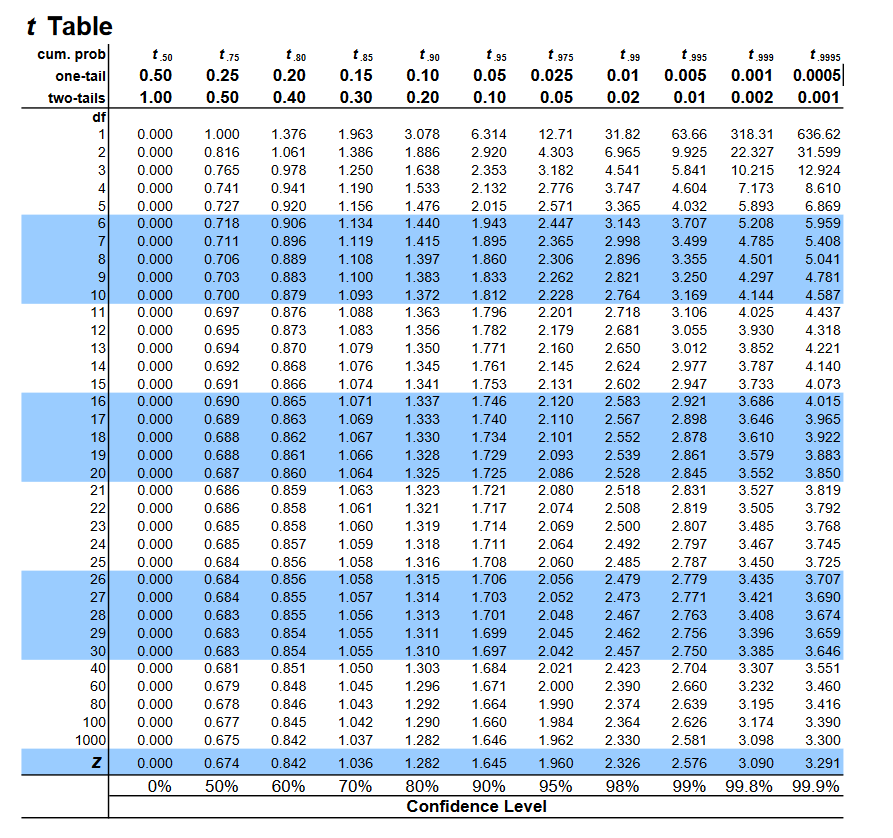 t Table
cum. prob t .50 t .75 t .80 t .85 t .90 t .95 t .975 t .99 t .995 t .999 t .9995
one-tail 0.50 0.25 0.20 0.15 0.10 0.05 0.025 0.01 0.005 0.001 0.0005
two-tails 1.00 0.50 0.40 0.30 0.20 0.10 0.05 0.02 0.01 0.002 0.001
df
1 0.000 1.000 1.376 1.963 3.078 6.314 12.71 31.82 63.66 318.31 636.62
2 0.000 0.816 1.061 1.386 1.886 2.920 4.303 6.965 9.925 22.327 31.599
3 0.000 0.765 0.978 1.250 1.638 2.353 3.182 4.541 5.841 10.215 12.924
4 0.000 0.741 0.941 1.190 1.533 2.132 2.776 3.747 4.604 7.173 8.610
5 0.000 0.727 0.920 1.156 1.476 2.015 2.571 3.365 4.032 5.893 6.869
6 0.000 0.718 0.906 1.134 1.440 1.943 2.447 3.143 3.707 5.208 5.959
7 0.000 0.711 0.896 1.119 1.415 1.895 2.365 2.998 3.499 4.785 5.408
8 0.000 0.706 0.889 1.108 1.397 1.860 2.306 2.896 3.355 4.501 5.041
9 0.000 0.703 0.883 1.100 1.383 1.833 2.262 2.821 3.250 4.297 4.781
10 0.000 0.700 0.879 1.093 1.372 1.812 2.228 2.764 3.169 4.144 4.587
11 0.000 0.697 0.876 1.088 1.363 1.796 2.201 2.718 3.106 4.025 4.437
12 0.000 0.695 0.873 1.083 1.356 1.782 2.179 2.681 3.055 3.930 4.318
13 0.000 0.694 0.870 1.079 1.350 1.771 2.160 2.650 3.012 3.852 4.221
14 0.000 0.692 0.868 1.076 1.345 1.761 2.145 2.624 2.977 3.787 4.140
15 0.000 0.691 0.866 1.074 1.341 1.753 2.131 2.602 2.947 3.733 4.073
16 0.000 0.690 0.865 1.071 1.337 1.746 2.120 2.583 2.921 3.686 4.015
17 0.000 0.689 0.863 1.069 1.333 1.740 2.110 2.567 2.898 3.646 3.965
18 0.000 0.688 0.862 1.067 1.330 1.734 2.101 2.552 2.878 3.610 3.922
19 0.000 0.688 0.861 1.066 1.328 1.729 2.093 2.539 2.861 3.579 3.883
20 0.000 0.687 0.860 1.064 1.325 1.725 2.086 2.528 2.845 3.552 3.850
21 0.000 0.686 0.859 1.063 1.323 1.721 2.080 2.518 2.831 3.527 3.819
22 0.000 0.686 0.858 1.061 1.321 1.717 2.074 2.508 2.819 3.505 3.792
23 0.000 0.685 0.858 1.060 1.319 1.714 2.069 2.500 2.807 3.485 3.768
24 0.000 0.685 0.857 1.059 1.318 1.711 2.064 2.492 2.797 3.467 3.745
25 0.000 0.684 0.856 1.058 1.316 1.708 2.060 2.485 2.787 3.450 3.725
26 0.000 0.684 0.856 1.058 1.315 1.706 2.056 2.479 2.779 3.435 3.707
27 0.000 0.684 0.855 1.057 1.314 1.703 2.052 2.473 2.771 3.421 3.690
28 0.000 0.683 0.855 1.056 1.313 1.701 2.048 2.467 2.763 3.408 3.674
29 0.000 0.683 0.854 1.055 1.311 1.699 2.045 2.462 2.756 3.396 3.659
30 0.000 0.683 0.854 1.055 1.310 1.697 2.042 2.457 2.750 3.385 3.646
40 0.000 0.681 0.851 1.050 1.303 1.684 2.021 2.423 2.704 3.307 3.551
60 0.000 0.679 0.848 1.045 1.296 1.671 2.000 2.390 2.660 3.232 3.460
80 0.000 0.678 0.846 1.043 1.292 1.664 1.990 2.374 2.639 3.195 3.416
100 0.000 0.677 0.845 1.042 1.290 1.660 1.984 2.364 2.626 3.174 3.390
1000 0.000 0.675 0.842 1.037 1.282 1.646 1.962 2.330 2.581 3.098 3.300
Z 0.000 0.674 0.842 1.036 1.282 1.645 1.960 2.326 2.576 3.090 3.291
0% 50% 60% 70% 80% 90% 95% 98% 99% 99.8% 99.9%
Confidence Level